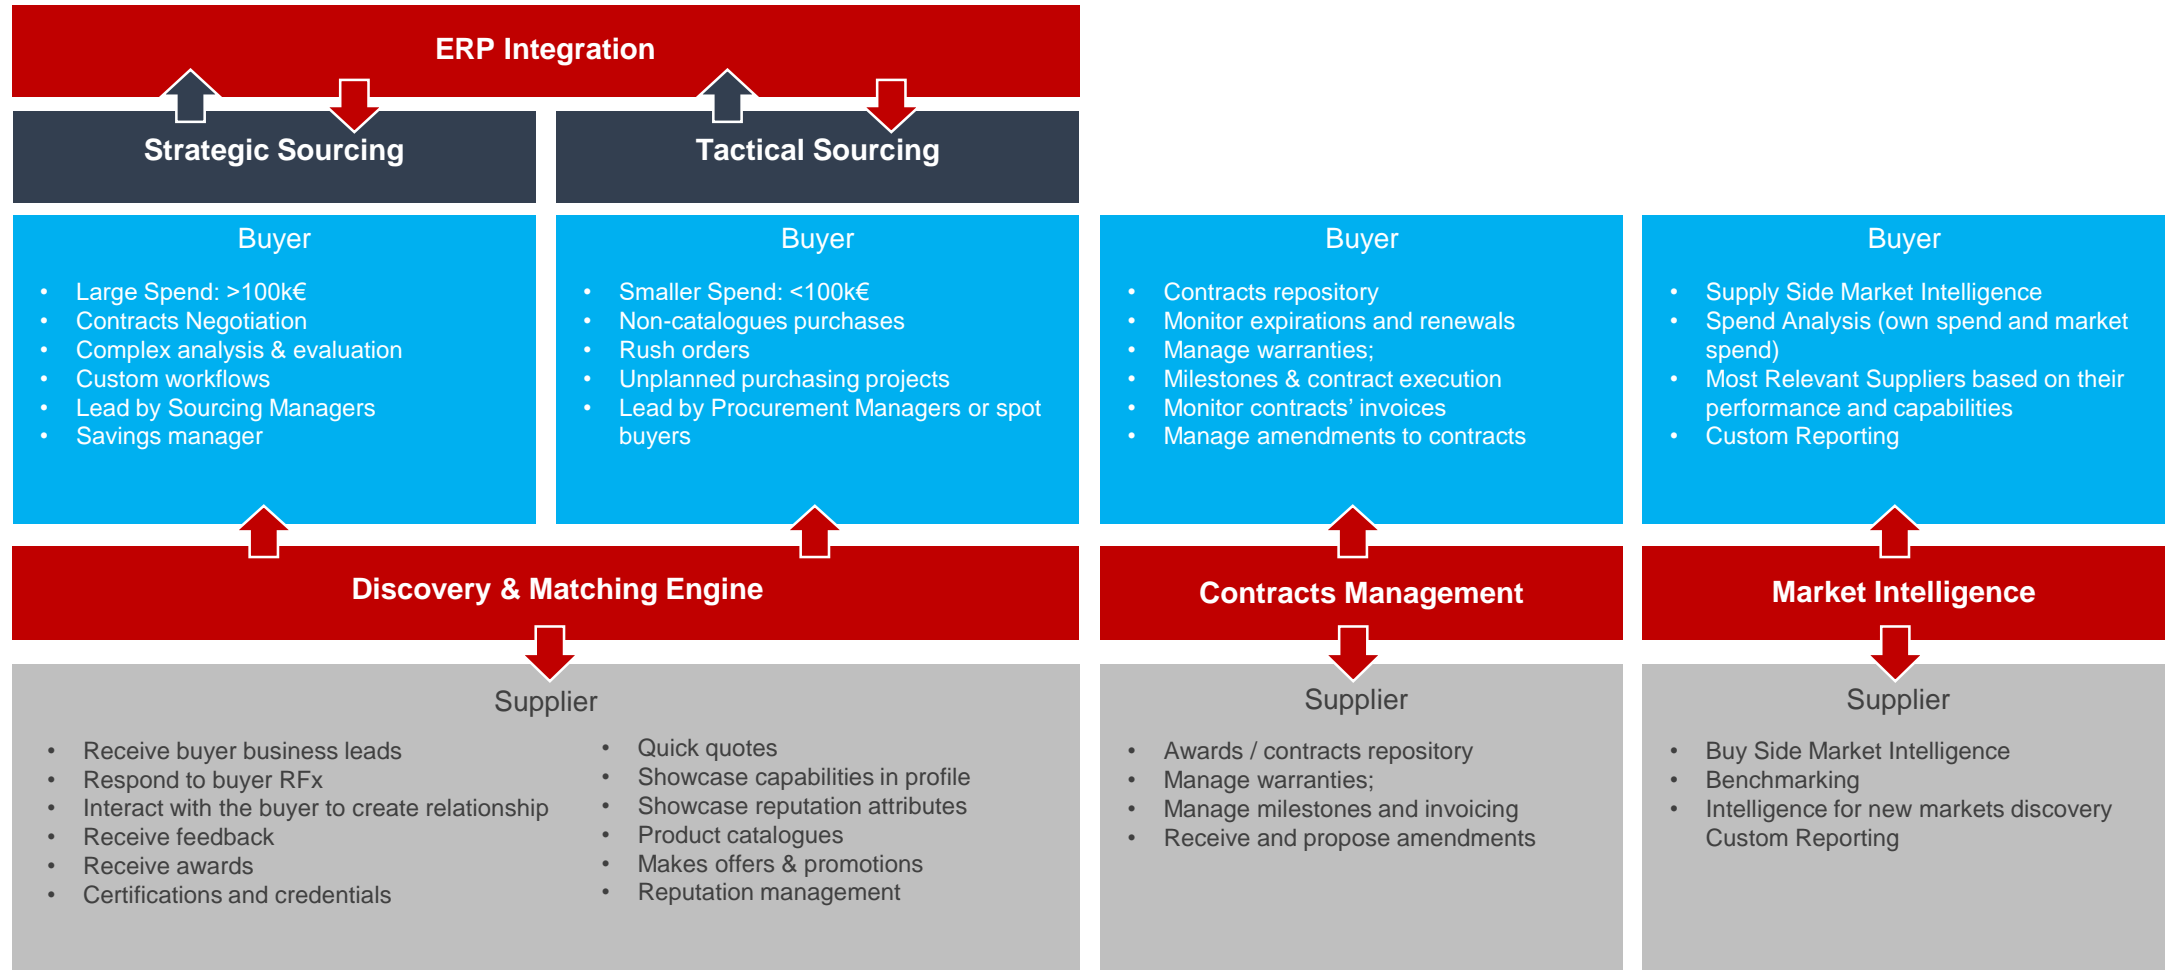 ERP Integration
Strategic Sourcing
Tactical Sourcing
Buyer
• Large Spend: >100k€
• Contracts Negotiation
• Complex analysis & evaluation
• Custom workflows
• Lead by Sourcing Managers
• Savings manager
Buyer
• Smaller Spend: <100k€
• Non-catalogues purchases
• Rush orders
• Unplanned purchasing projects
• Lead by Procurement Managers or spot
buyers
Buyer
• Contracts repository
• Monitor expirations and renewals
• Manage warranties;
• Milestones & contract execution
• Monitor contracts’ invoices
• Manage amendments to contracts
Buyer
• Supply Side Market Intelligence
• Spend Analysis (own spend and market
spend)
• Most Relevant Suppliers based on their
performance and capabilities
• Custom Reporting
Discovery & Matching Engine
Contracts Management
Market Intelligence
Supplier
• Receive buyer business leads
• Respond to buyer RFx
• Interact with the buyer to create relationship
• Receive feedback
• Receive awards
• Certifications and credentials
• Quick quotes
• Showcase capabilities in profile
• Showcase reputation attributes
• Product catalogues
• Makes offers & promotions
• Reputation management
Supplier
• Awards / contracts repository
• Manage warranties;
• Manage milestones and invoicing
• Receive and propose amendments
Supplier
• Buy Side Market Intelligence
• Benchmarking
• Intelligence for new markets discovery
Custom Reporting